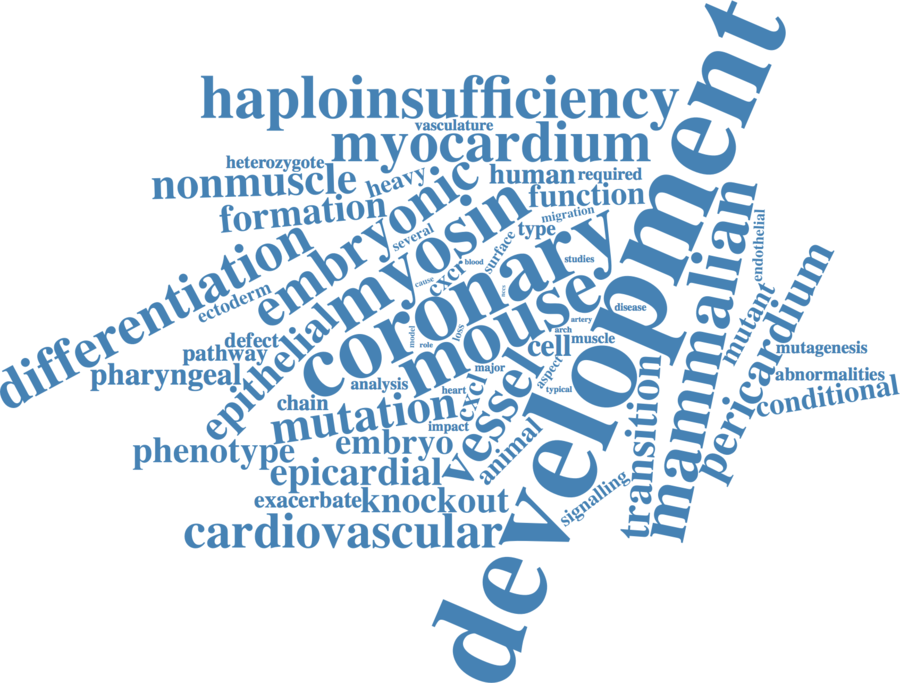 development
haploinsufficiency
vasculature
myocardium
heterozygote
nonmuscle
heavy
human
required
formation
embryonic
myosin
function
migration
several
type
surface
differentiation
ectoderm
cxcr
blood
studies
coronary
cause
mammalian
endothelial
epithelial
mouse
disease
artery
arch
muscle
loss
model
role
defect
pathway
pharyngeal
cell
mutant
pericardium
mutagenesis
abnormalities
conditional
analysis
major
heart
aspect
typical
chain
mutation
cxcl
vessel
impact
transition
phenotype
embryo
animal
epicardial
signalling
exacerbate
knockout
cardiovascular